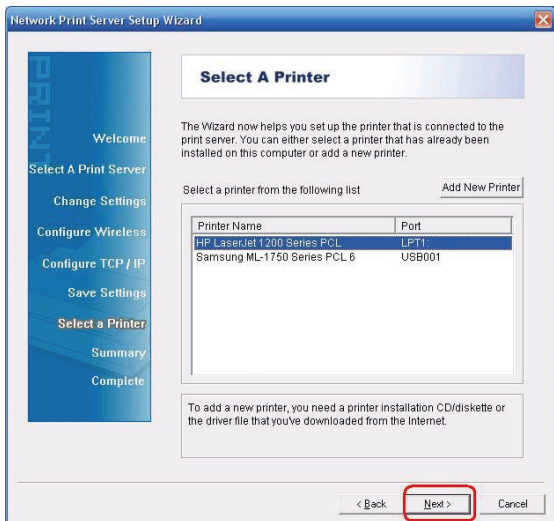 Network Print Server Setup Wizard
PRINT
Welcome
Select A Print Server
Change Settings
Configure Wireless
Configure TCP / IP
Save Settings
Select a Printer
Summary
Complete
Select A Printer
The Wizard now helps you set up the printer that is connected to the
print server. You can either select a printer that has already been
installed on this computer or add a new printer.
Select a printer from the following list
Add New Printer
Printer Name Port
HP LaserJet 1200 Series PCL LPT1:
Samsung ML-1750 Series PCL 6 USB001
To add a new printer, you need a printer installation CD/diskette or
the driver file that you've downloaded from the Internet.
< Back Next > Cancel